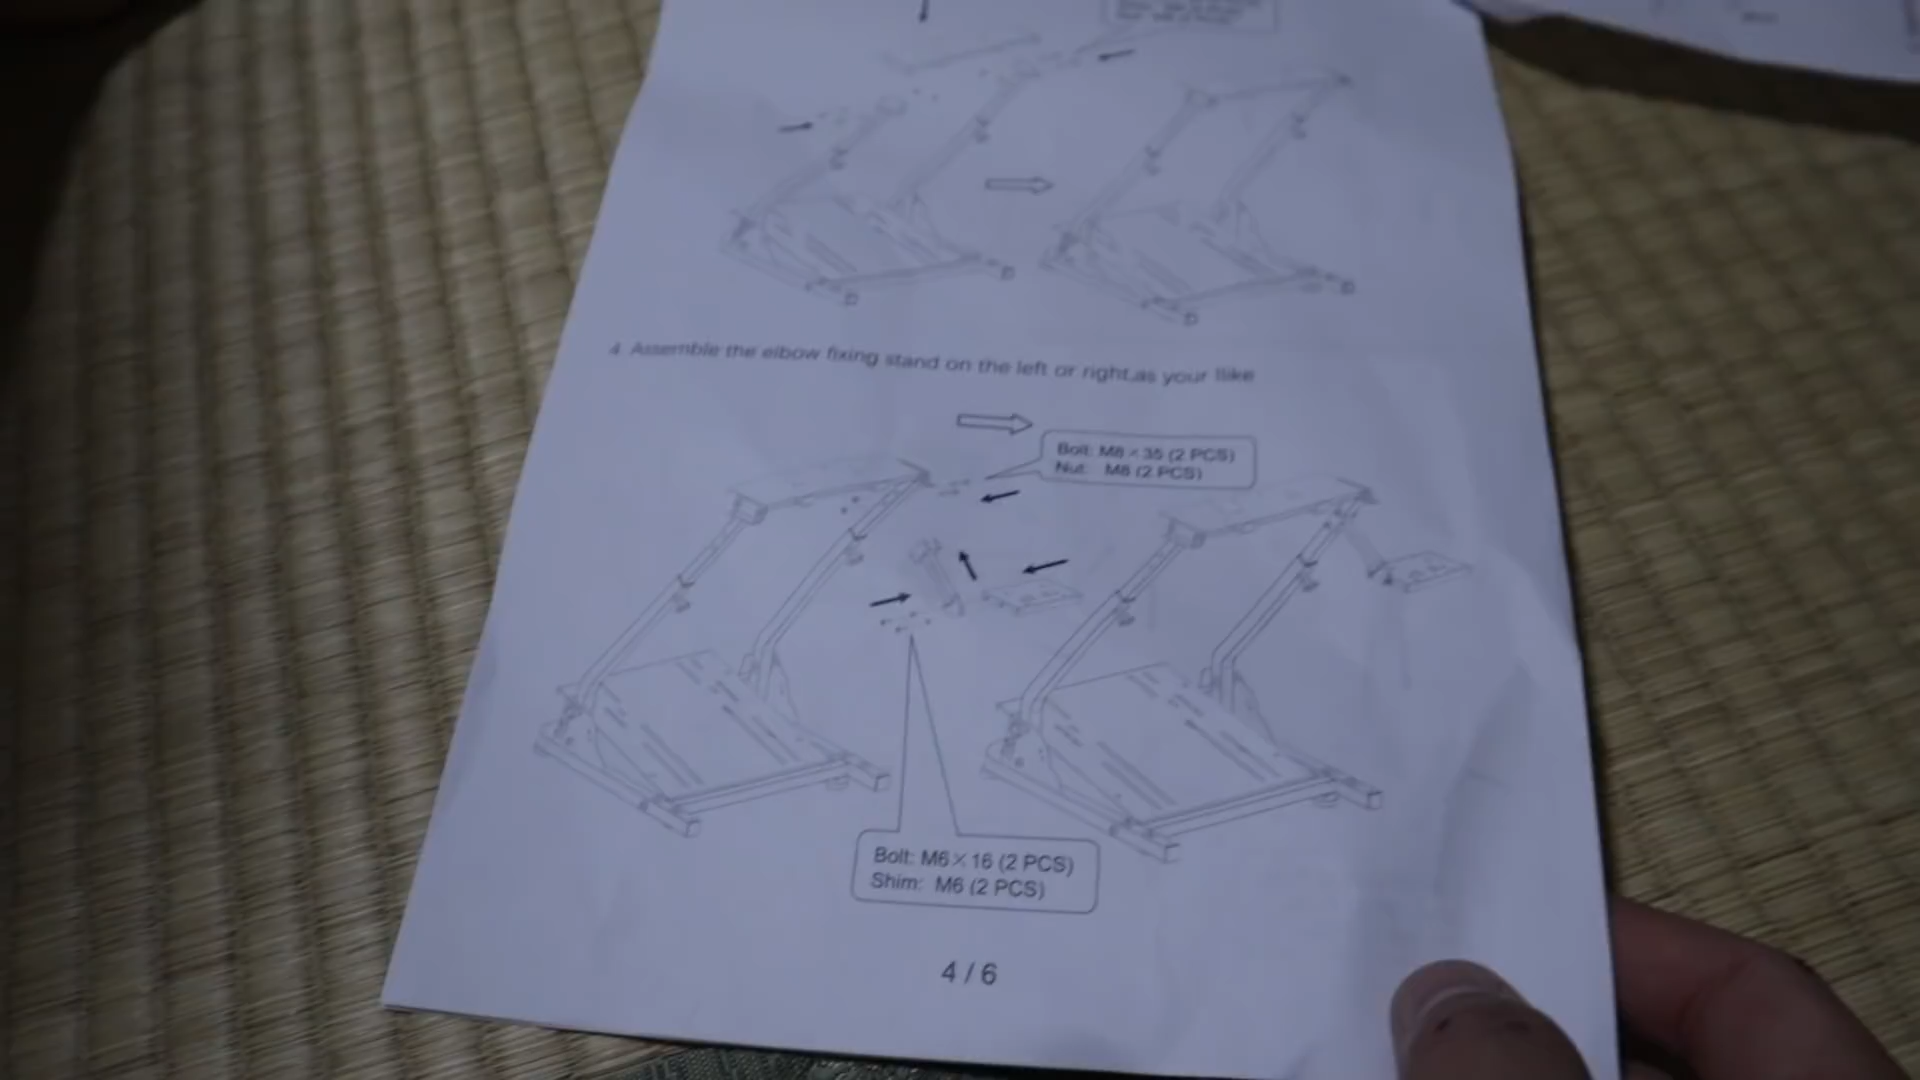 4. Assemble the elbow fixing stand on the left or right,as your llike
Bolt: M8×35 (2 PCS)
Nut: M8 (2 PCS)
Bolt: M6×16 (2 PCS)
Shim: M6 (2 PCS)
4 / 6